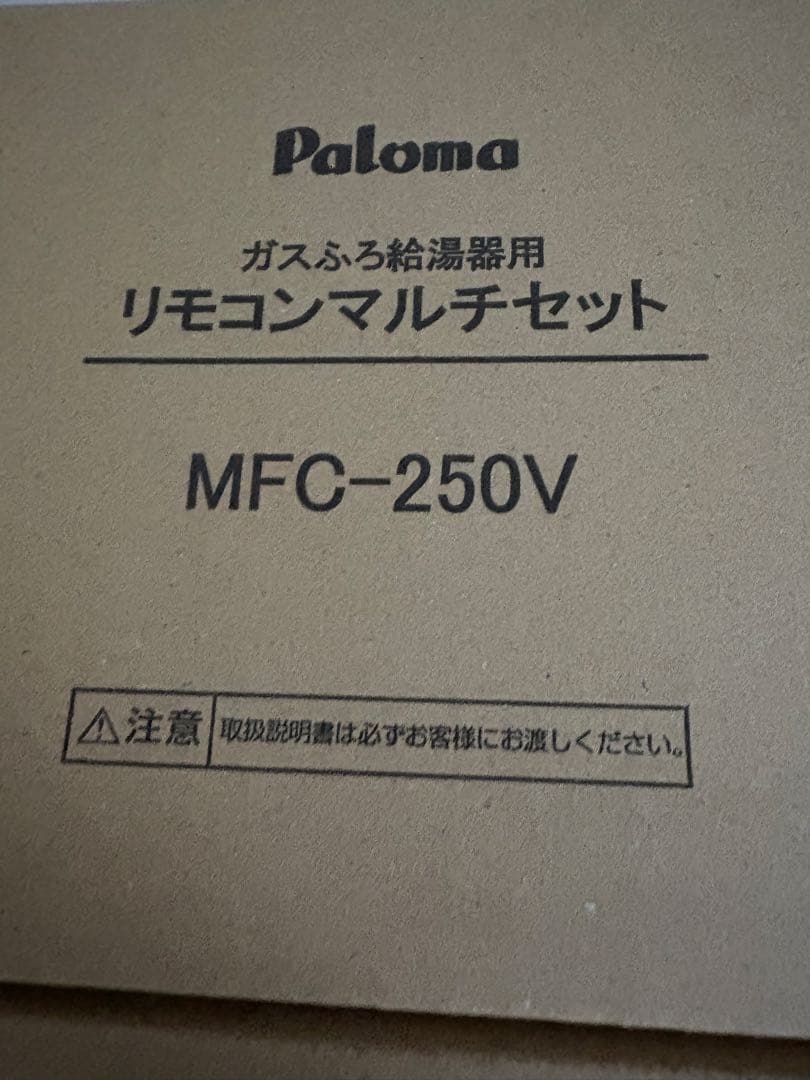 Paloma
ガスふろ給湯器用
リモコンマルチセット
MFC-250V
⚠注意 取扱説明書は必ずお客様にお渡しください。